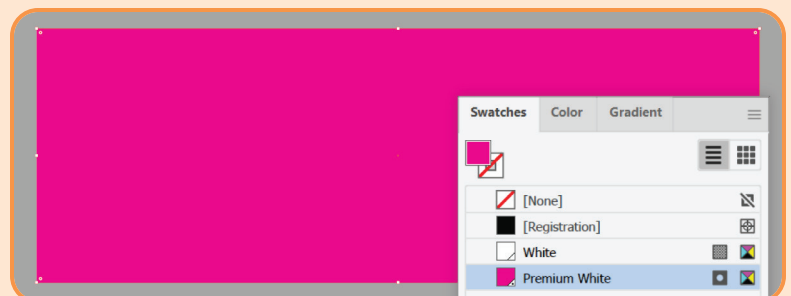 Swatches Color Gradient
[None]
[Registration]
White
Premium White